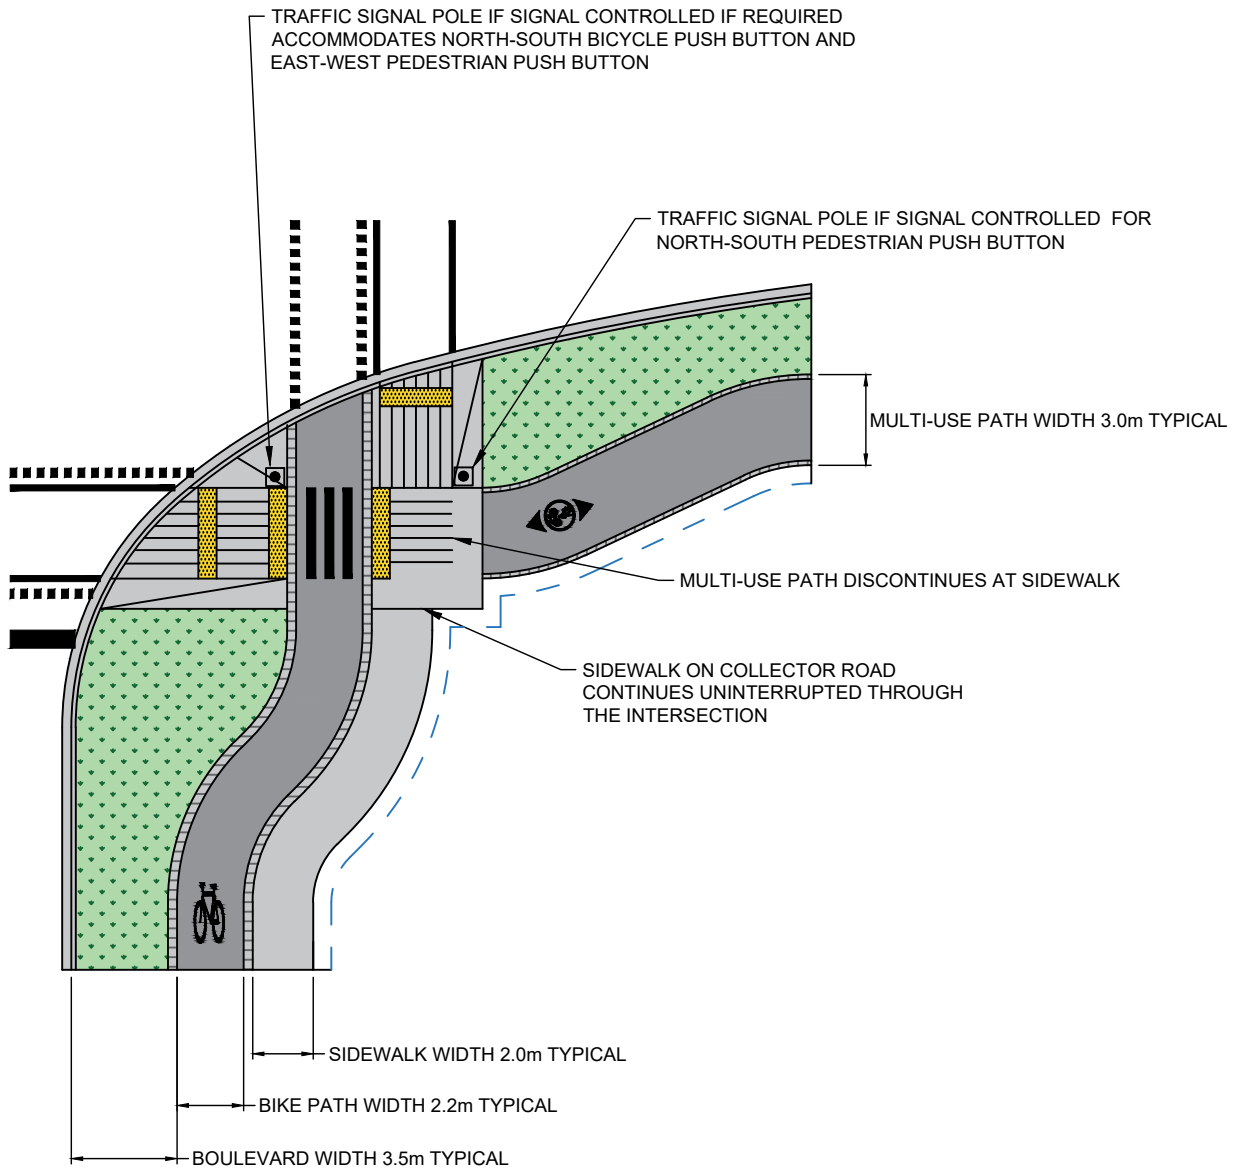 TRAFFIC SIGNAL POLE IF SIGNAL CONTROLLED IF REQUIRED
ACCOMMODATES NORTH-SOUTH BICYCLE PUSH BUTTON AND
EAST-WEST PEDESTRIAN PUSH BUTTON
TRAFFIC SIGNAL POLE IF SIGNAL CONTROLLED FOR
NORTH-SOUTH PEDESTRIAN PUSH BUTTON
MULTI-USE PATH WIDTH 3.0m TYPICAL
MULTI-USE PATH DISCONTINUES AT SIDEWALK
SIDEWALK ON COLLECTOR ROAD
CONTINUES UNINTERRUPTED THROUGH
THE INTERSECTION
SIDEWALK WIDTH 2.0m TYPICAL
BIKE PATH WIDTH 2.2m TYPICAL
BOULEVARD WIDTH 3.5m TYPICAL